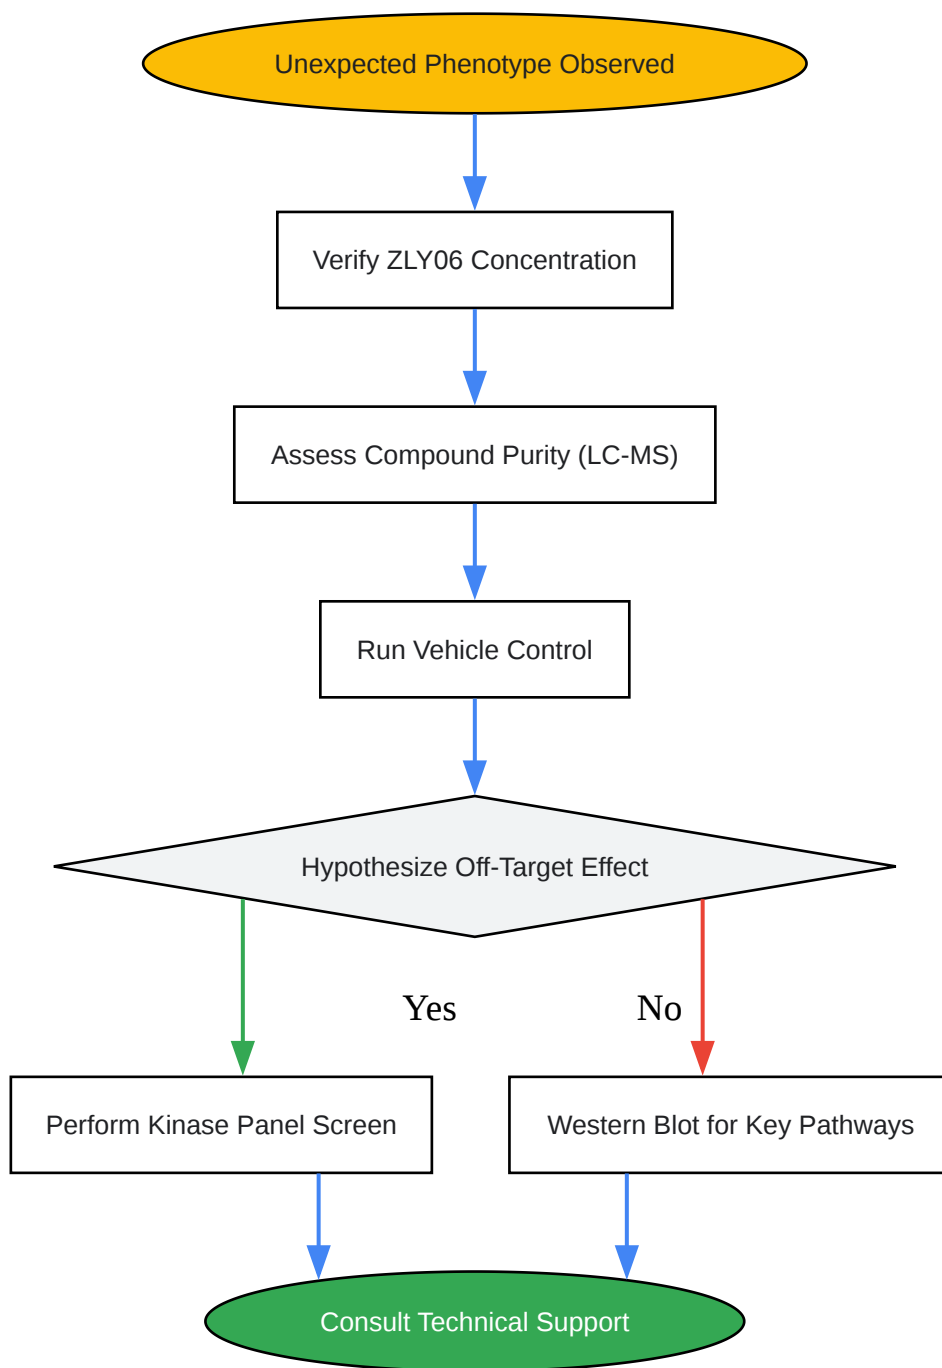 Unexpected Phenotype Observed
Verify ZLY06 Concentration
Assess Compound Purity (LC-MS)
Run Vehicle Control
Hypothesize Off-Target Effect
Yes
No
Perform Kinase Panel Screen
Western Blot for Key Pathways
Consult Technical Support